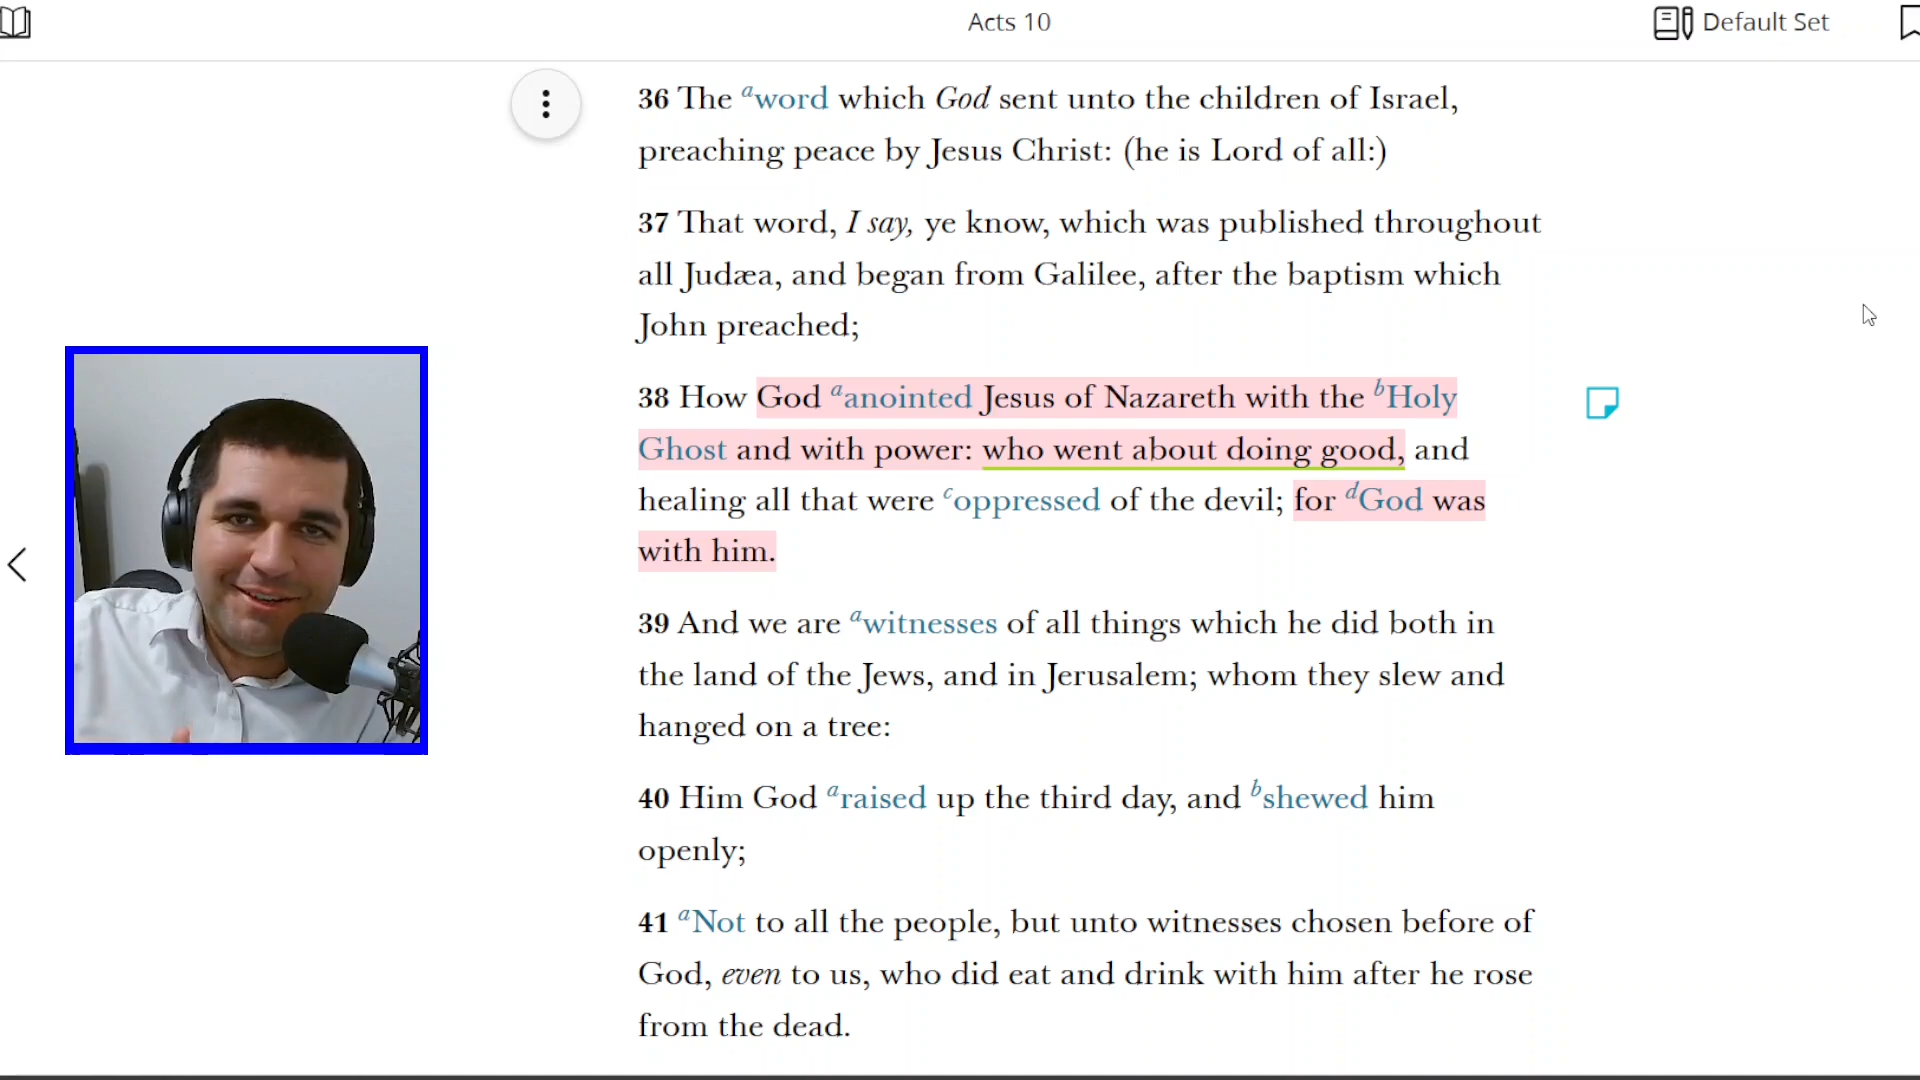 Acts 10
Default Set
36 The ᵃword which God sent unto the children of Israel,
preaching peace by Jesus Christ: (he is Lord of all:)
37 That word, I say, ye know, which was published throughout
all Judæa, and began from Galilee, after the baptism which
John preached;
38 How God ᵃanointed Jesus of Nazareth with the ᵇHoly
Ghost and with power: who went about doing good, and
healing all that were ᶜoppressed of the devil; for ᵈGod was
with him.
39 And we are ᵃwitnesses of all things which he did both in
the land of the Jews, and in Jerusalem; whom they slew and
hanged on a tree:
40 Him God ᵃraised up the third day, and ᵇshewed him
openly;
41 ᵃNot to all the people, but unto witnesses chosen before of
God, even to us, who did eat and drink with him after he rose
from the dead.